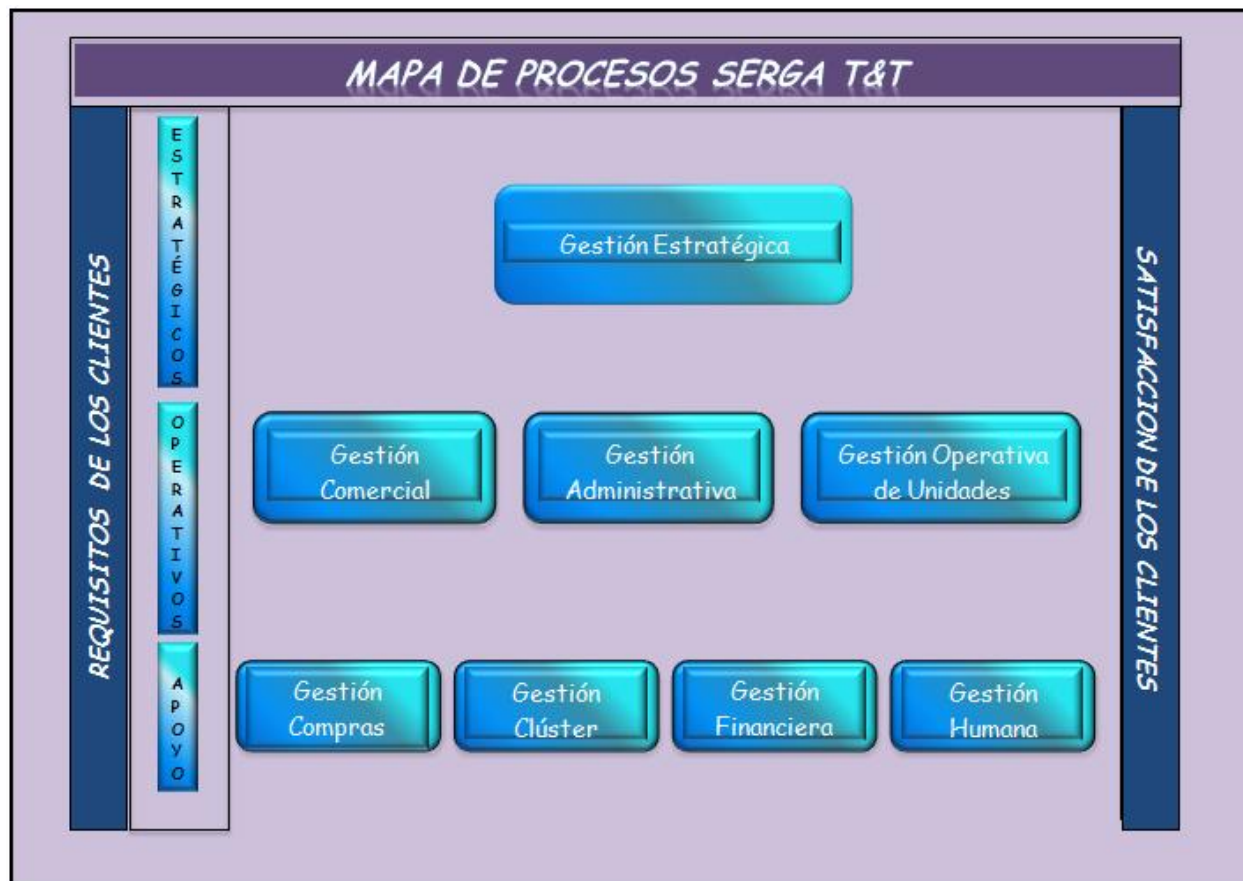 MAPA DE PROCESOS SERGA T&T
REQUISITOS DE LOS CLIENTES
ESTRATÉGICOS
Gestión Estratégica
OPERATIVOS
Gestión
Comercial
Gestión
Administrativa
Gestión Operativa
de Unidades
APOYO
Gestión
Compras
Gestión
Clúster
Gestión
Financiera
Gestión
Humana
SATISFACCION DE LOS CLIENTES